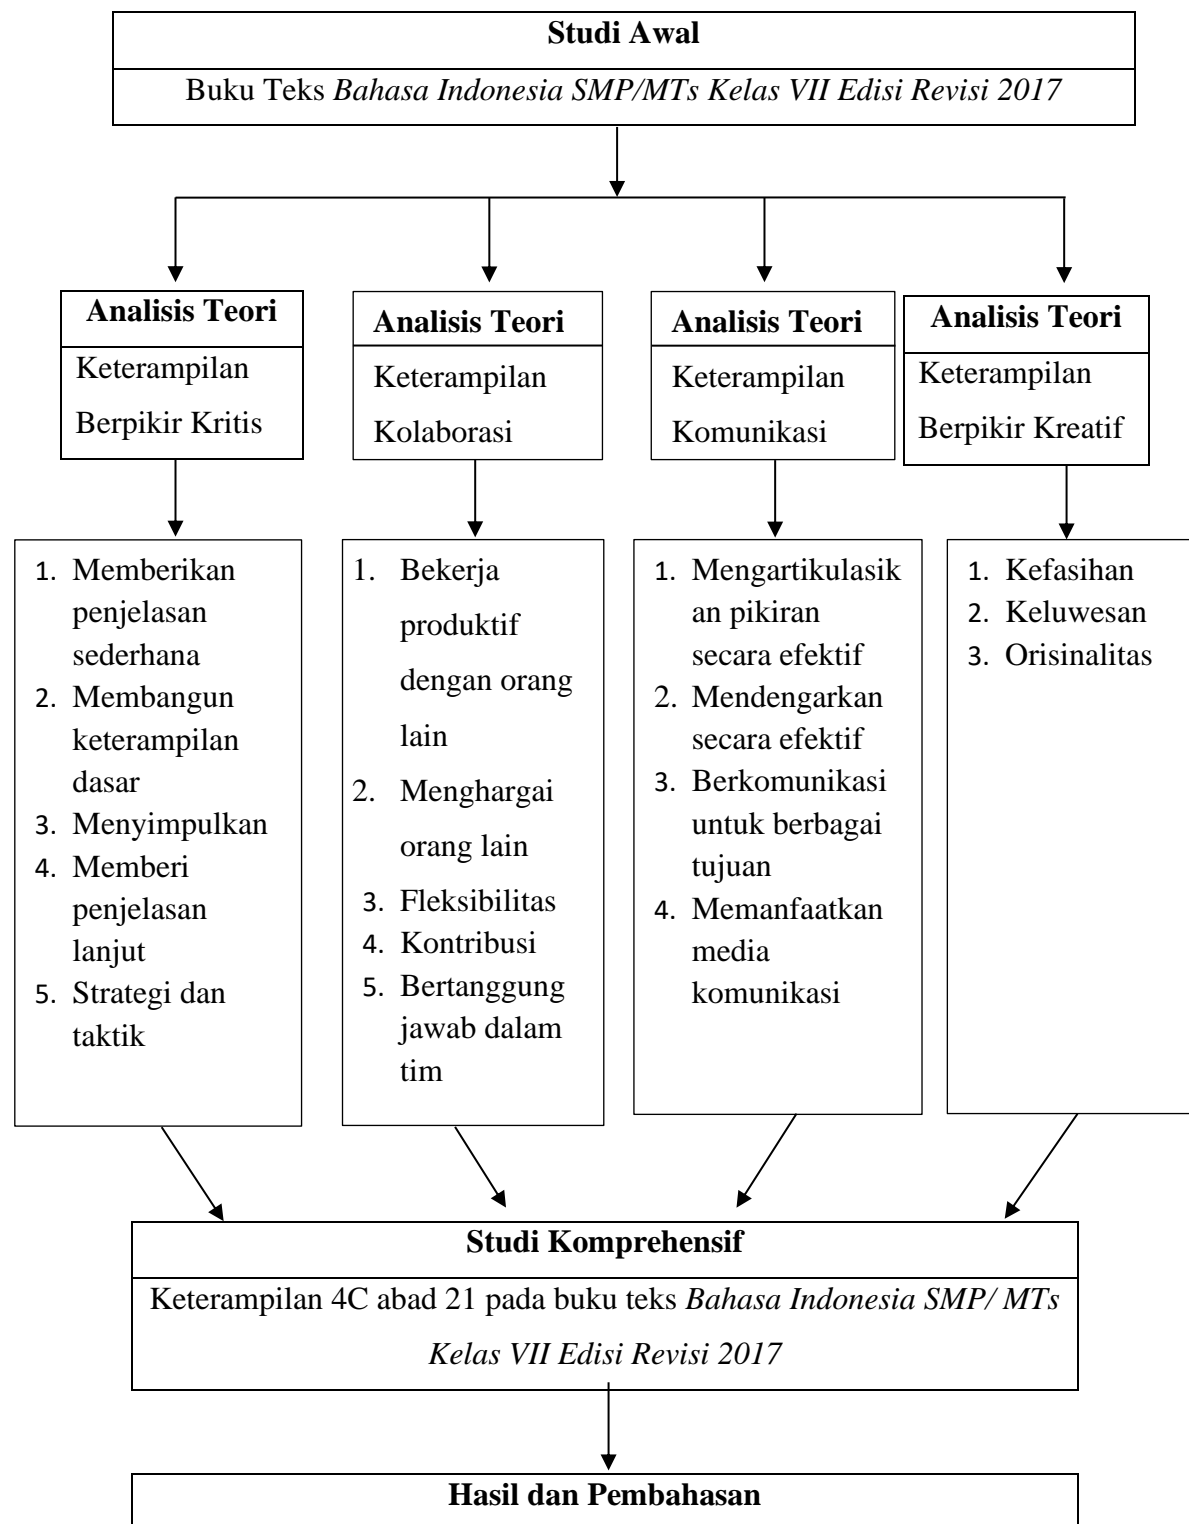 Studi Awal
Buku Teks Bahasa Indonesia SMP/MTs Kelas VII Edisi Revisi 2017
Analisis Teori
Keterampilan
Berpikir Kritis
Analisis Teori
Keterampilan
Kolaborasi
Analisis Teori
Keterampilan
Komunikasi
Analisis Teori
Keterampilan
Berpikir Kreatif
1. Memberikan
penjelasan
sederhana
2. Membangun
keterampilan
dasar
3. Menyimpulkan
4. Memberi
penjelasan
lanjut
5. Strategi dan
taktik
1. Bekerja
produktif
dengan orang
lain
2. Menghargai
orang lain
3. Fleksibilitas
4. Kontribusi
5. Bertanggung
jawab dalam
tim
1. Mengartikulasik
an pikiran
secara efektif
2. Mendengarkan
secara efektif
3. Berkomunikasi
untuk berbagai
tujuan
4. Memanfaatkan
media
komunikasi
1. Kefasihan
2. Keluwesan
3. Orisinalitas
Studi Komprehensif
Keterampilan 4C abad 21 pada buku teks Bahasa Indonesia SMP/ MTs
Kelas VII Edisi Revisi 2017
Hasil dan Pembahasan